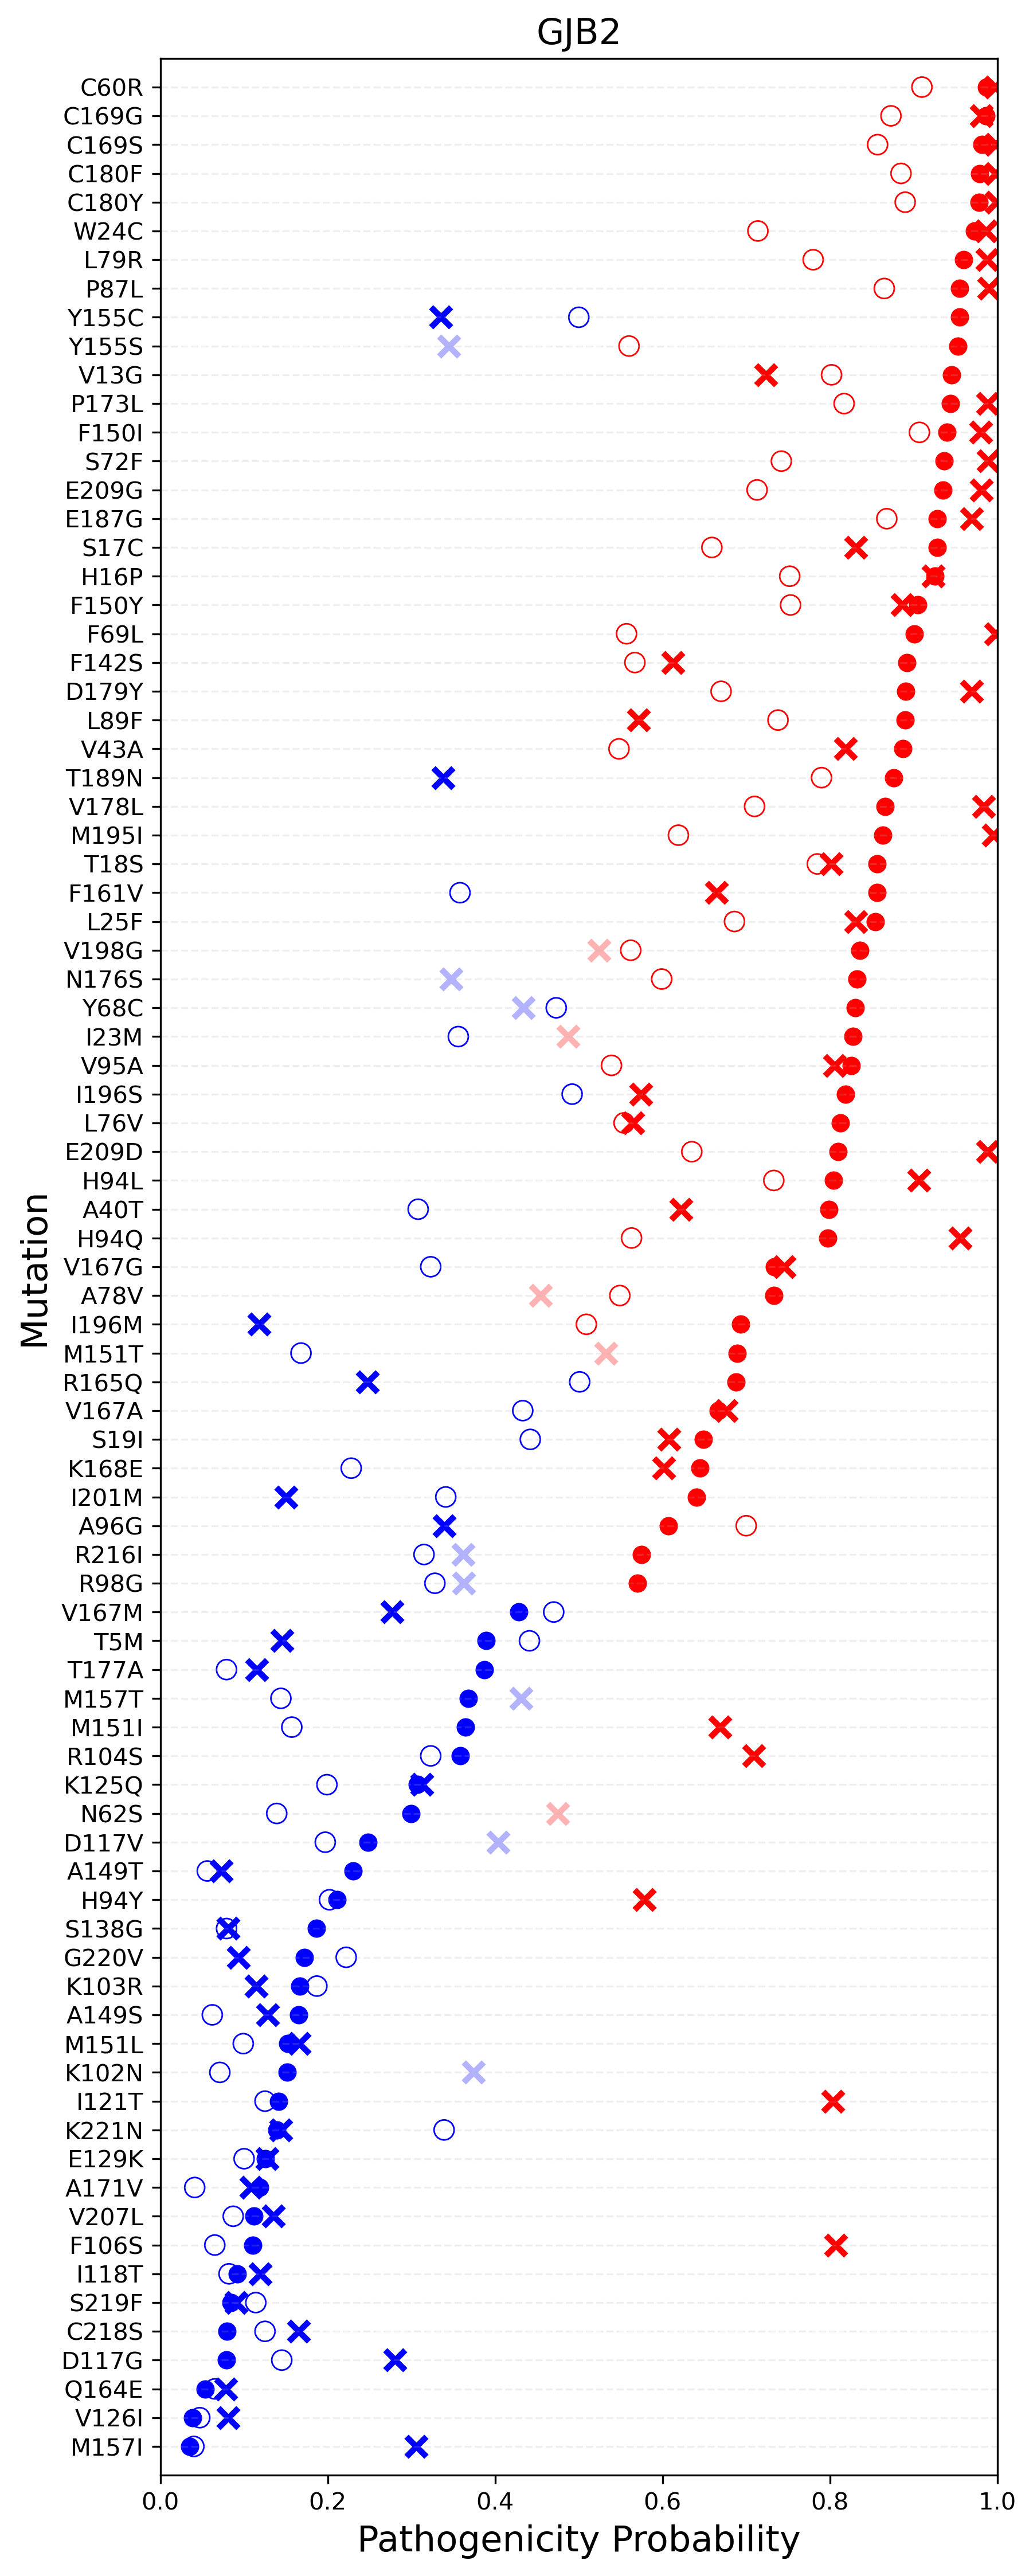 GJB2
C60R
C169G
C169S
C180F
C180Y
W24C
L79R
P87L
Y155C
Y155S
V13G
P173L
F150I
S72F
E209G
E187G
S17C
H16P
F150Y
F69L
F142S
D179Y
L89F
V43A
T189N
V178L
M195I
T18S
F161V
L25F
V198G
N176S
Y68C
I23M
V95A
I196S
L76V
E209D
H94L
A40T
H94Q
V167G
A78V
I196M
M151T
R165Q
V167A
S19I
K168E
I201M
A96G
R216I
R98G
V167M
T5M
T177A
M157T
M151I
R104S
K125Q
N62S
D117V
A149T
H94Y
S138G
G220V
K103R
A149S
M151L
K102N
I121T
K221N
E129K
A171V
V207L
F106S
I118T
S219F
C218S
D117G
Q164E
V126I
M157I
Mutation
0.0 0.2 0.4 0.6 0.8 1.0
Pathogenicity Probability